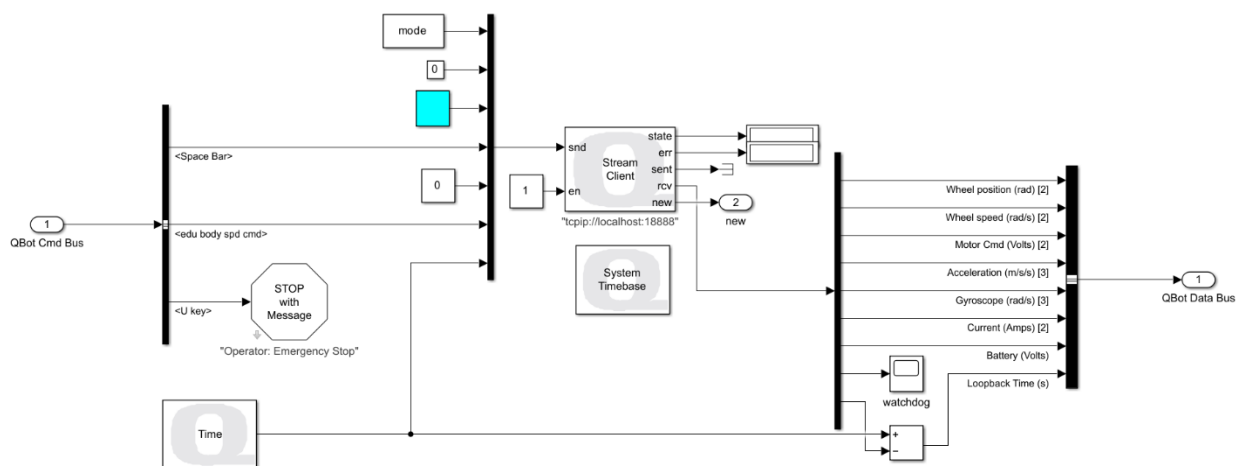 mode
0
<Space Bar>
0
1
QBot Cmd Bus
<edu body spd cmd>
STOP
with
Message
<U key>
"Operator: Emergency Stop"
Time
1
snd
en
Stream
Client
state
err
sent
rcv
new
"tcpip://localhost:18888"
2
new
System
Timebase
Wheel position (rad) [2]
Wheel speed (rad/s) [2]
Motor Cmd (Volts) [2]
Acceleration (m/s/s) [3]
Gyroscope (rad/s) [3]
Current (Amps) [2]
Battery (Volts)
Loopback Time (s)
watchdog
+
−
1
QBot Data Bus